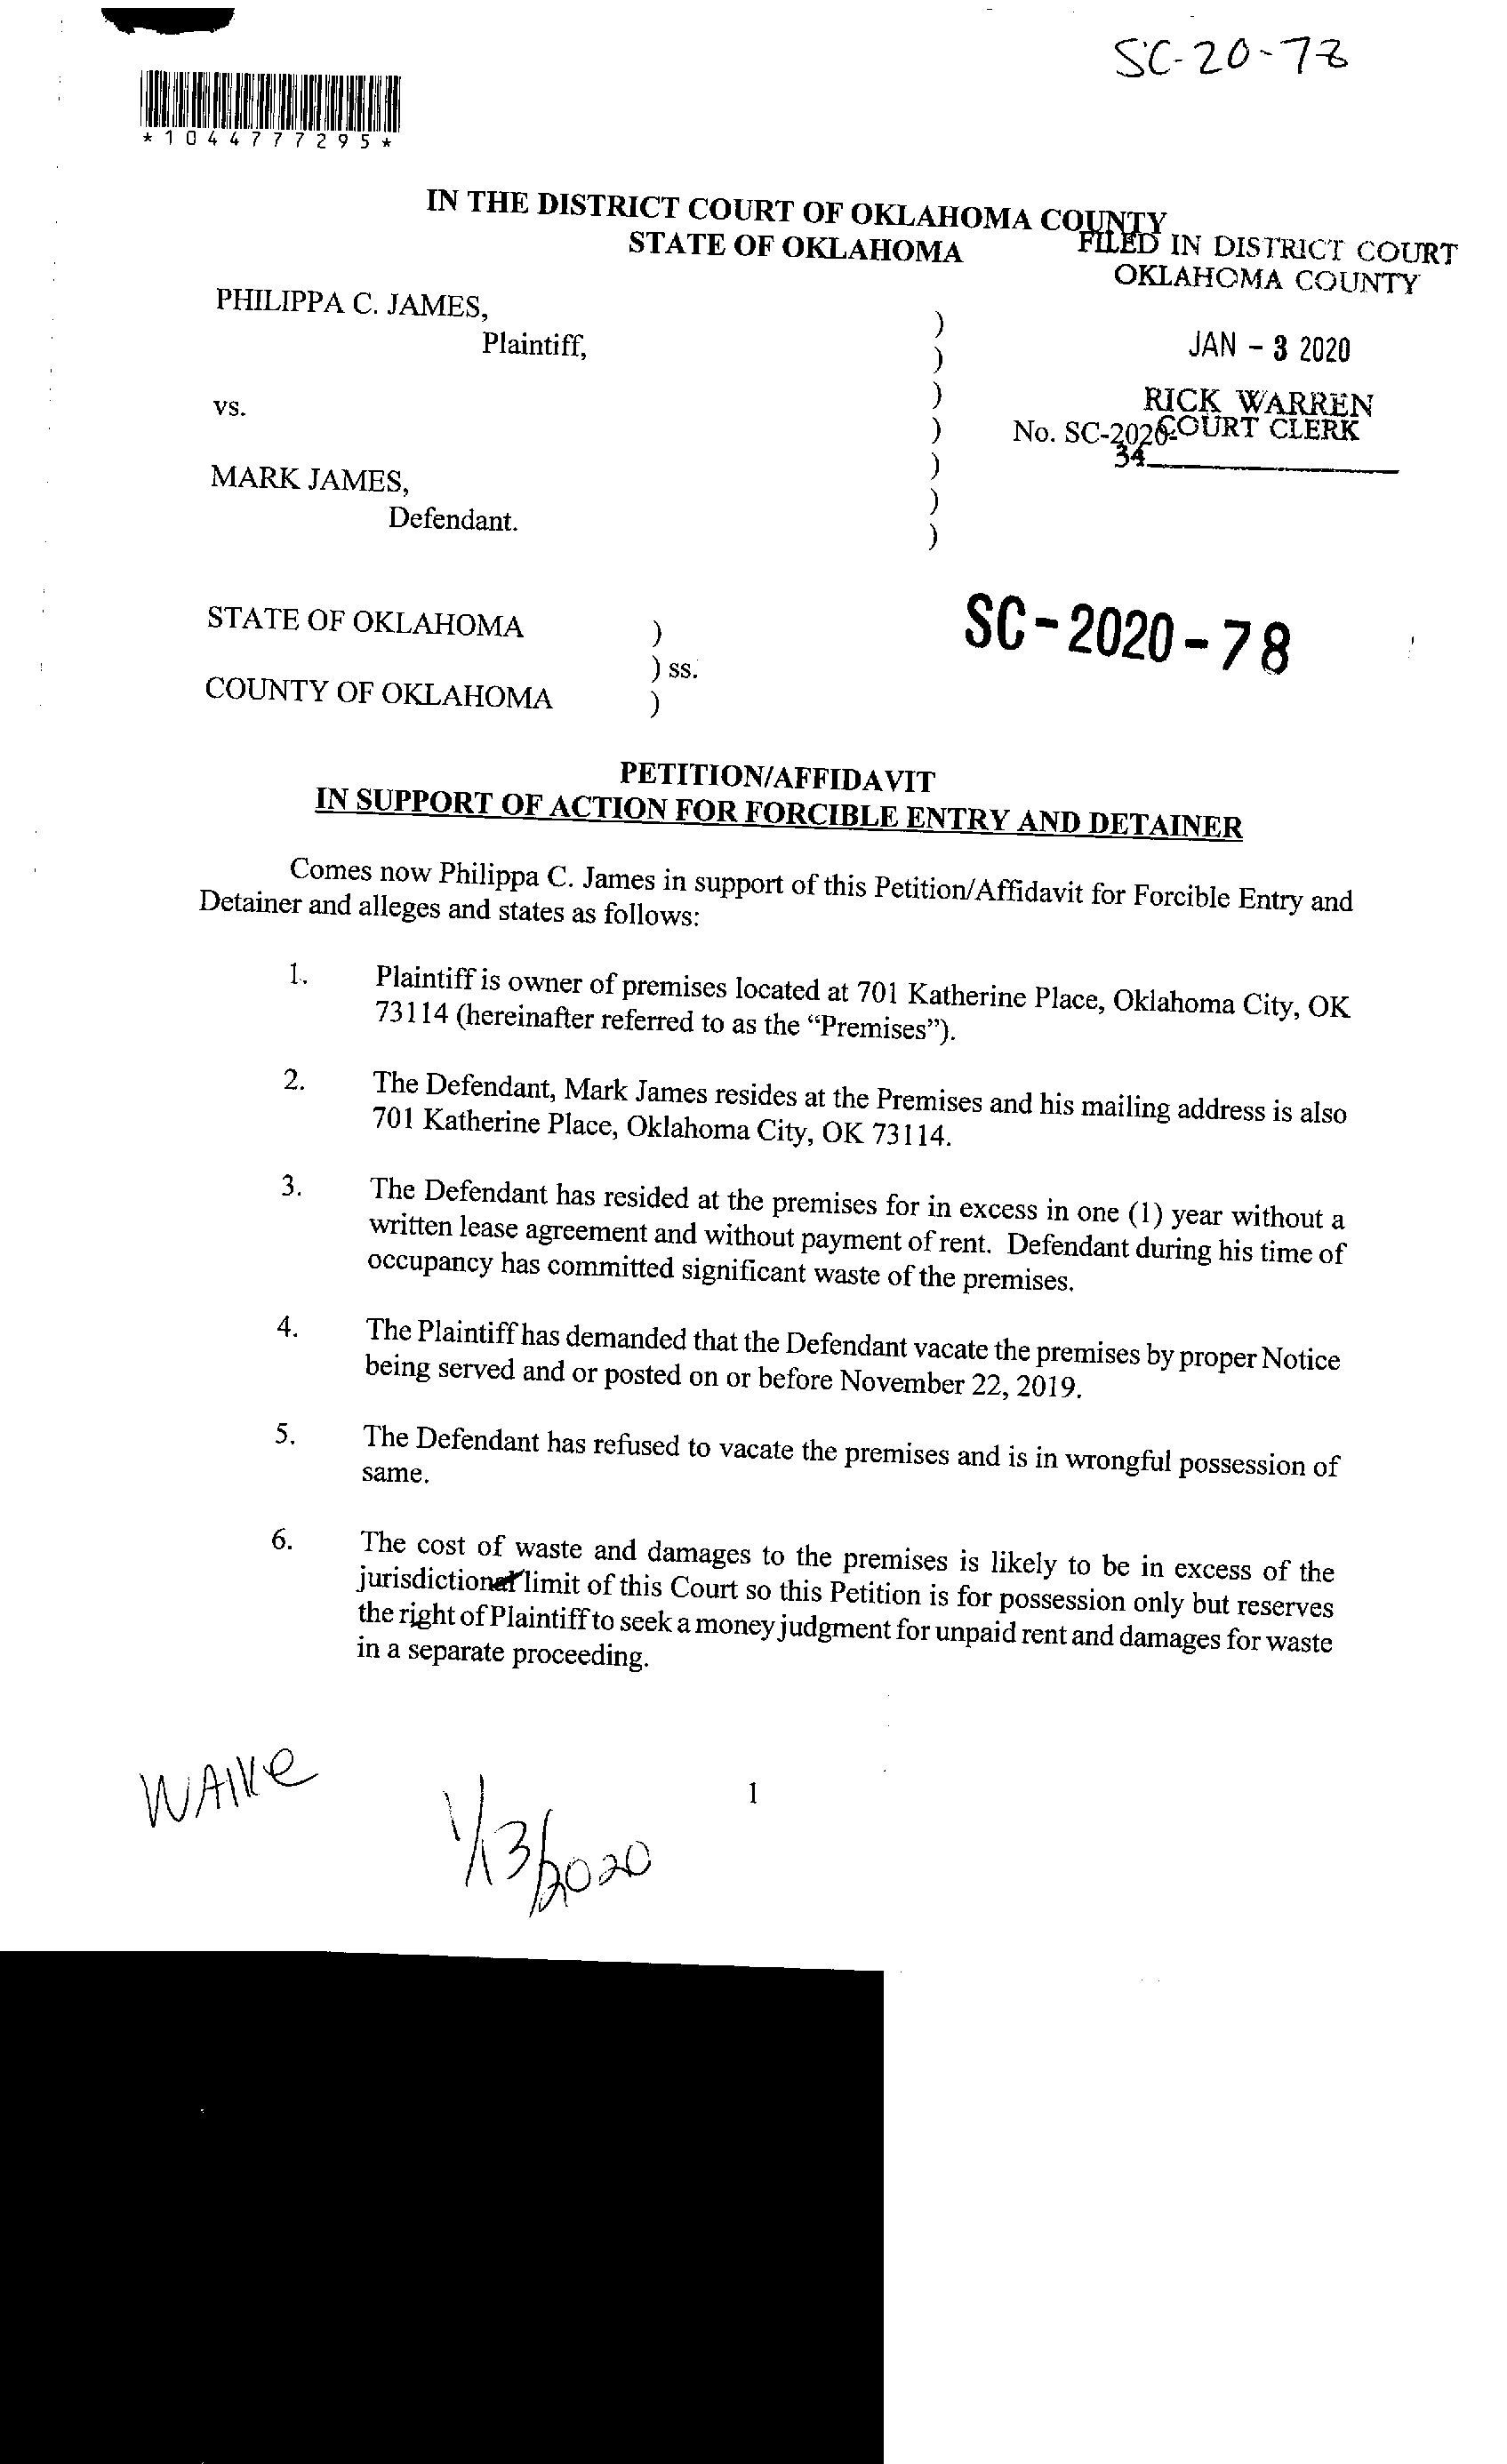 SC-20-78
*1044777295*
IN THE DISTRICT COURT OF OKLAHOMA COUNTY
STATE OF OKLAHOMA
FILED IN DISTRICT COURT
OKLAHOMA COUNTY
PHILIPPA C. JAMES,
)
Plaintiff,
)
JAN - 3 2020
)
RICK WARREN
vs.
)
No. SC-2020-
COURT CLERK
34
)
MARK JAMES,
)
Defendant.
)
STATE OF OKLAHOMA )
SC-2020-78
) ss.
COUNTY OF OKLAHOMA )
PETITION/AFFIDAVIT
IN SUPPORT OF ACTION FOR FORCIBLE ENTRY AND DETAINER
Comes now Philippa C. James in support of this Petition/Affidavit for Forcible Entry and
Detainer and alleges and states as follows:
1. Plaintiff is owner of premises located at 701 Katherine Place, Oklahoma City, OK
73114 (hereinafter referred to as the “Premises”).
2. The Defendant, Mark James resides at the Premises and his mailing address is also
701 Katherine Place, Oklahoma City, OK 73114.
3. The Defendant has resided at the premises for in excess in one (1) year without a
written lease agreement and without payment of rent. Defendant during his time of
occupancy has committed significant waste of the premises.
4. The Plaintiff has demanded that the Defendant vacate the premises by proper Notice
being served and or posted on or before November 22, 2019.
5. The Defendant has refused to vacate the premises and is in wrongful possession of
same.
6. The cost of waste and damages to the premises is likely to be in excess of the
jurisdictional limit of this Court so this Petition is for possession only but reserves
the right of Plaintiff to seek a money judgment for unpaid rent and damages for waste
in a separate proceeding.
WAIVe
1/13/2020
1